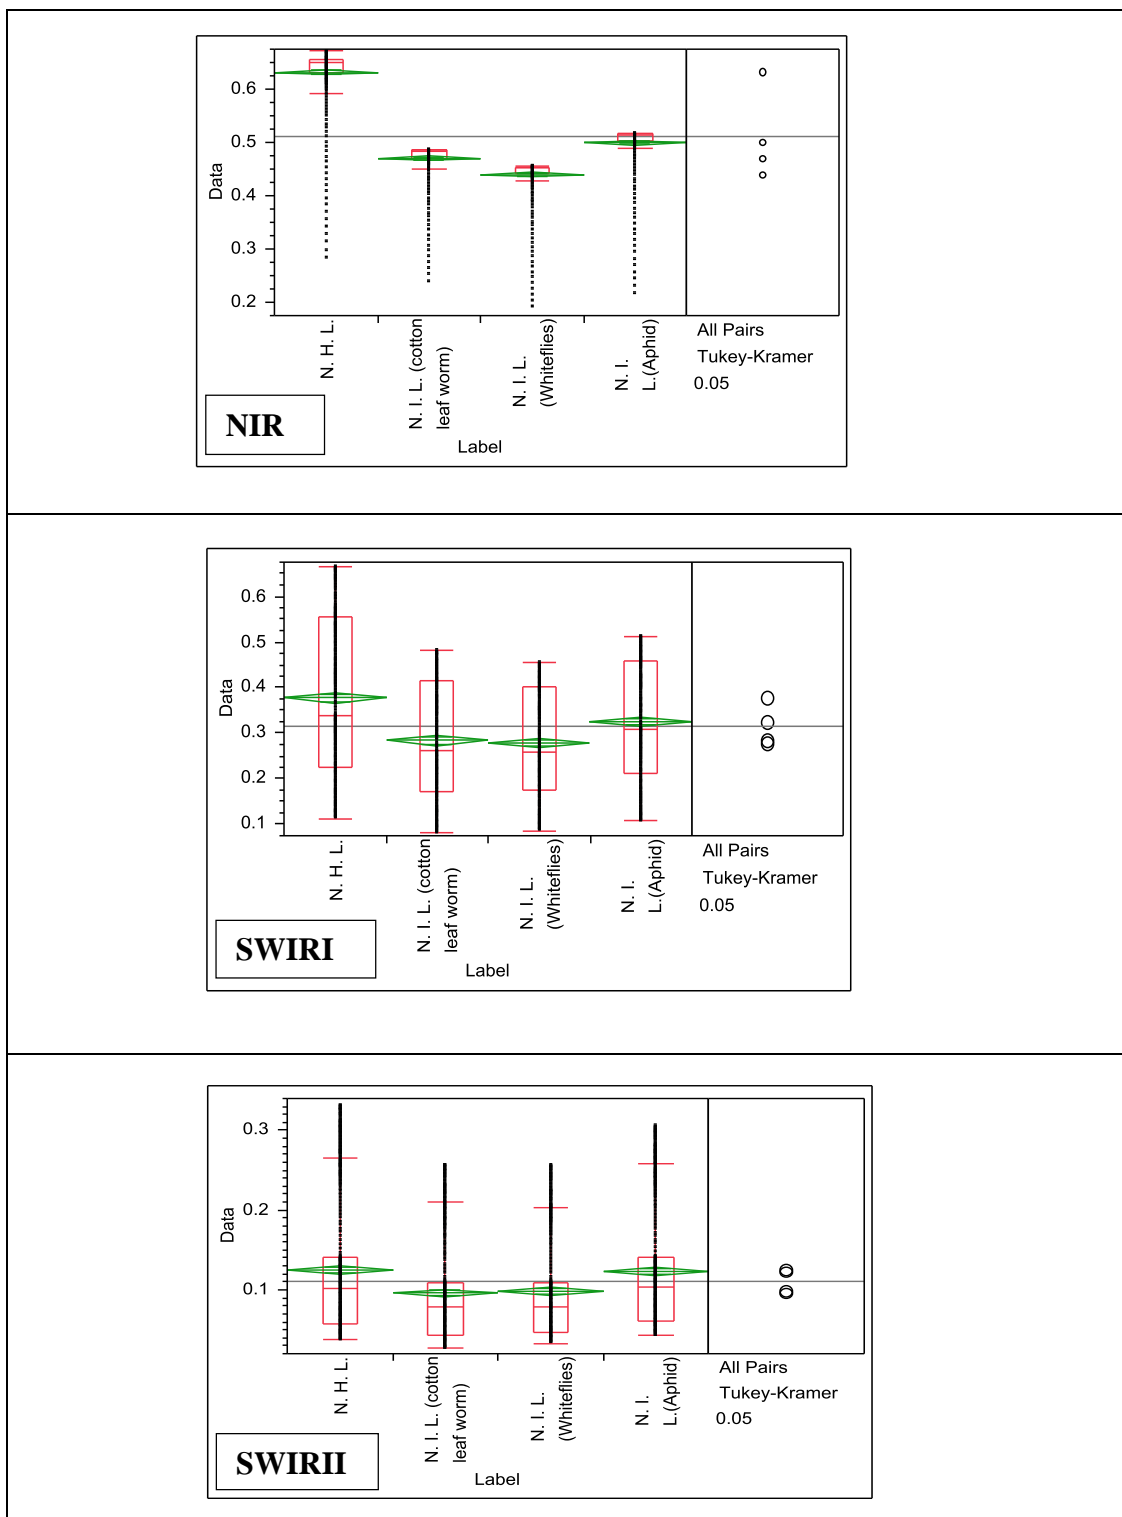 0.6
0.5
0.4
0.3
0.2
Data
N. H. L.
N. I. L. (cotton
leaf worm)
N. I. L.
(Whiteflies)
N. I.
L.(Aphid)
All Pairs
Tukey-Kramer
0.05
NIR
Label
0.6
0.5
0.4
0.3
0.2
0.1
Data
N. H. L.
N. I. L. (cotton
leaf worm)
N. I. L.
(Whiteflies)
N. I.
L.(Aphid)
All Pairs
Tukey-Kramer
0.05
SWIRI
Label
0.3
0.2
0.1
Data
N. H. L.
N. I. L. (cotton
leaf worm)
N. I. L.
(Whiteflies)
N. I.
L.(Aphid)
All Pairs
Tukey-Kramer
0.05
SWIRII
Label